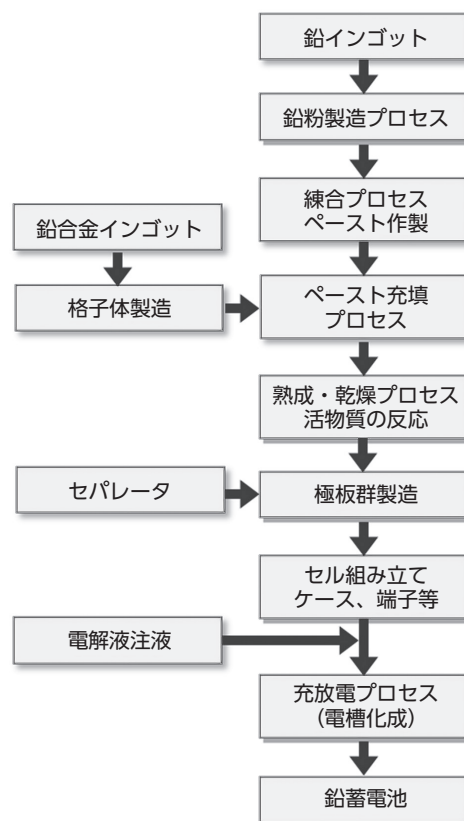 鉛インゴット
鉛粉製造プロセス
練合プロセス
ペースト作製
鉛合金インゴット
格子体製造
ペースト充填
プロセス
熟成・乾燥プロセス
活物質の反応
セパレータ
極板群製造
セル組み立て
ケース、端子等
電解液注液
充放電プロセス
（電槽化成）
鉛蓄電池